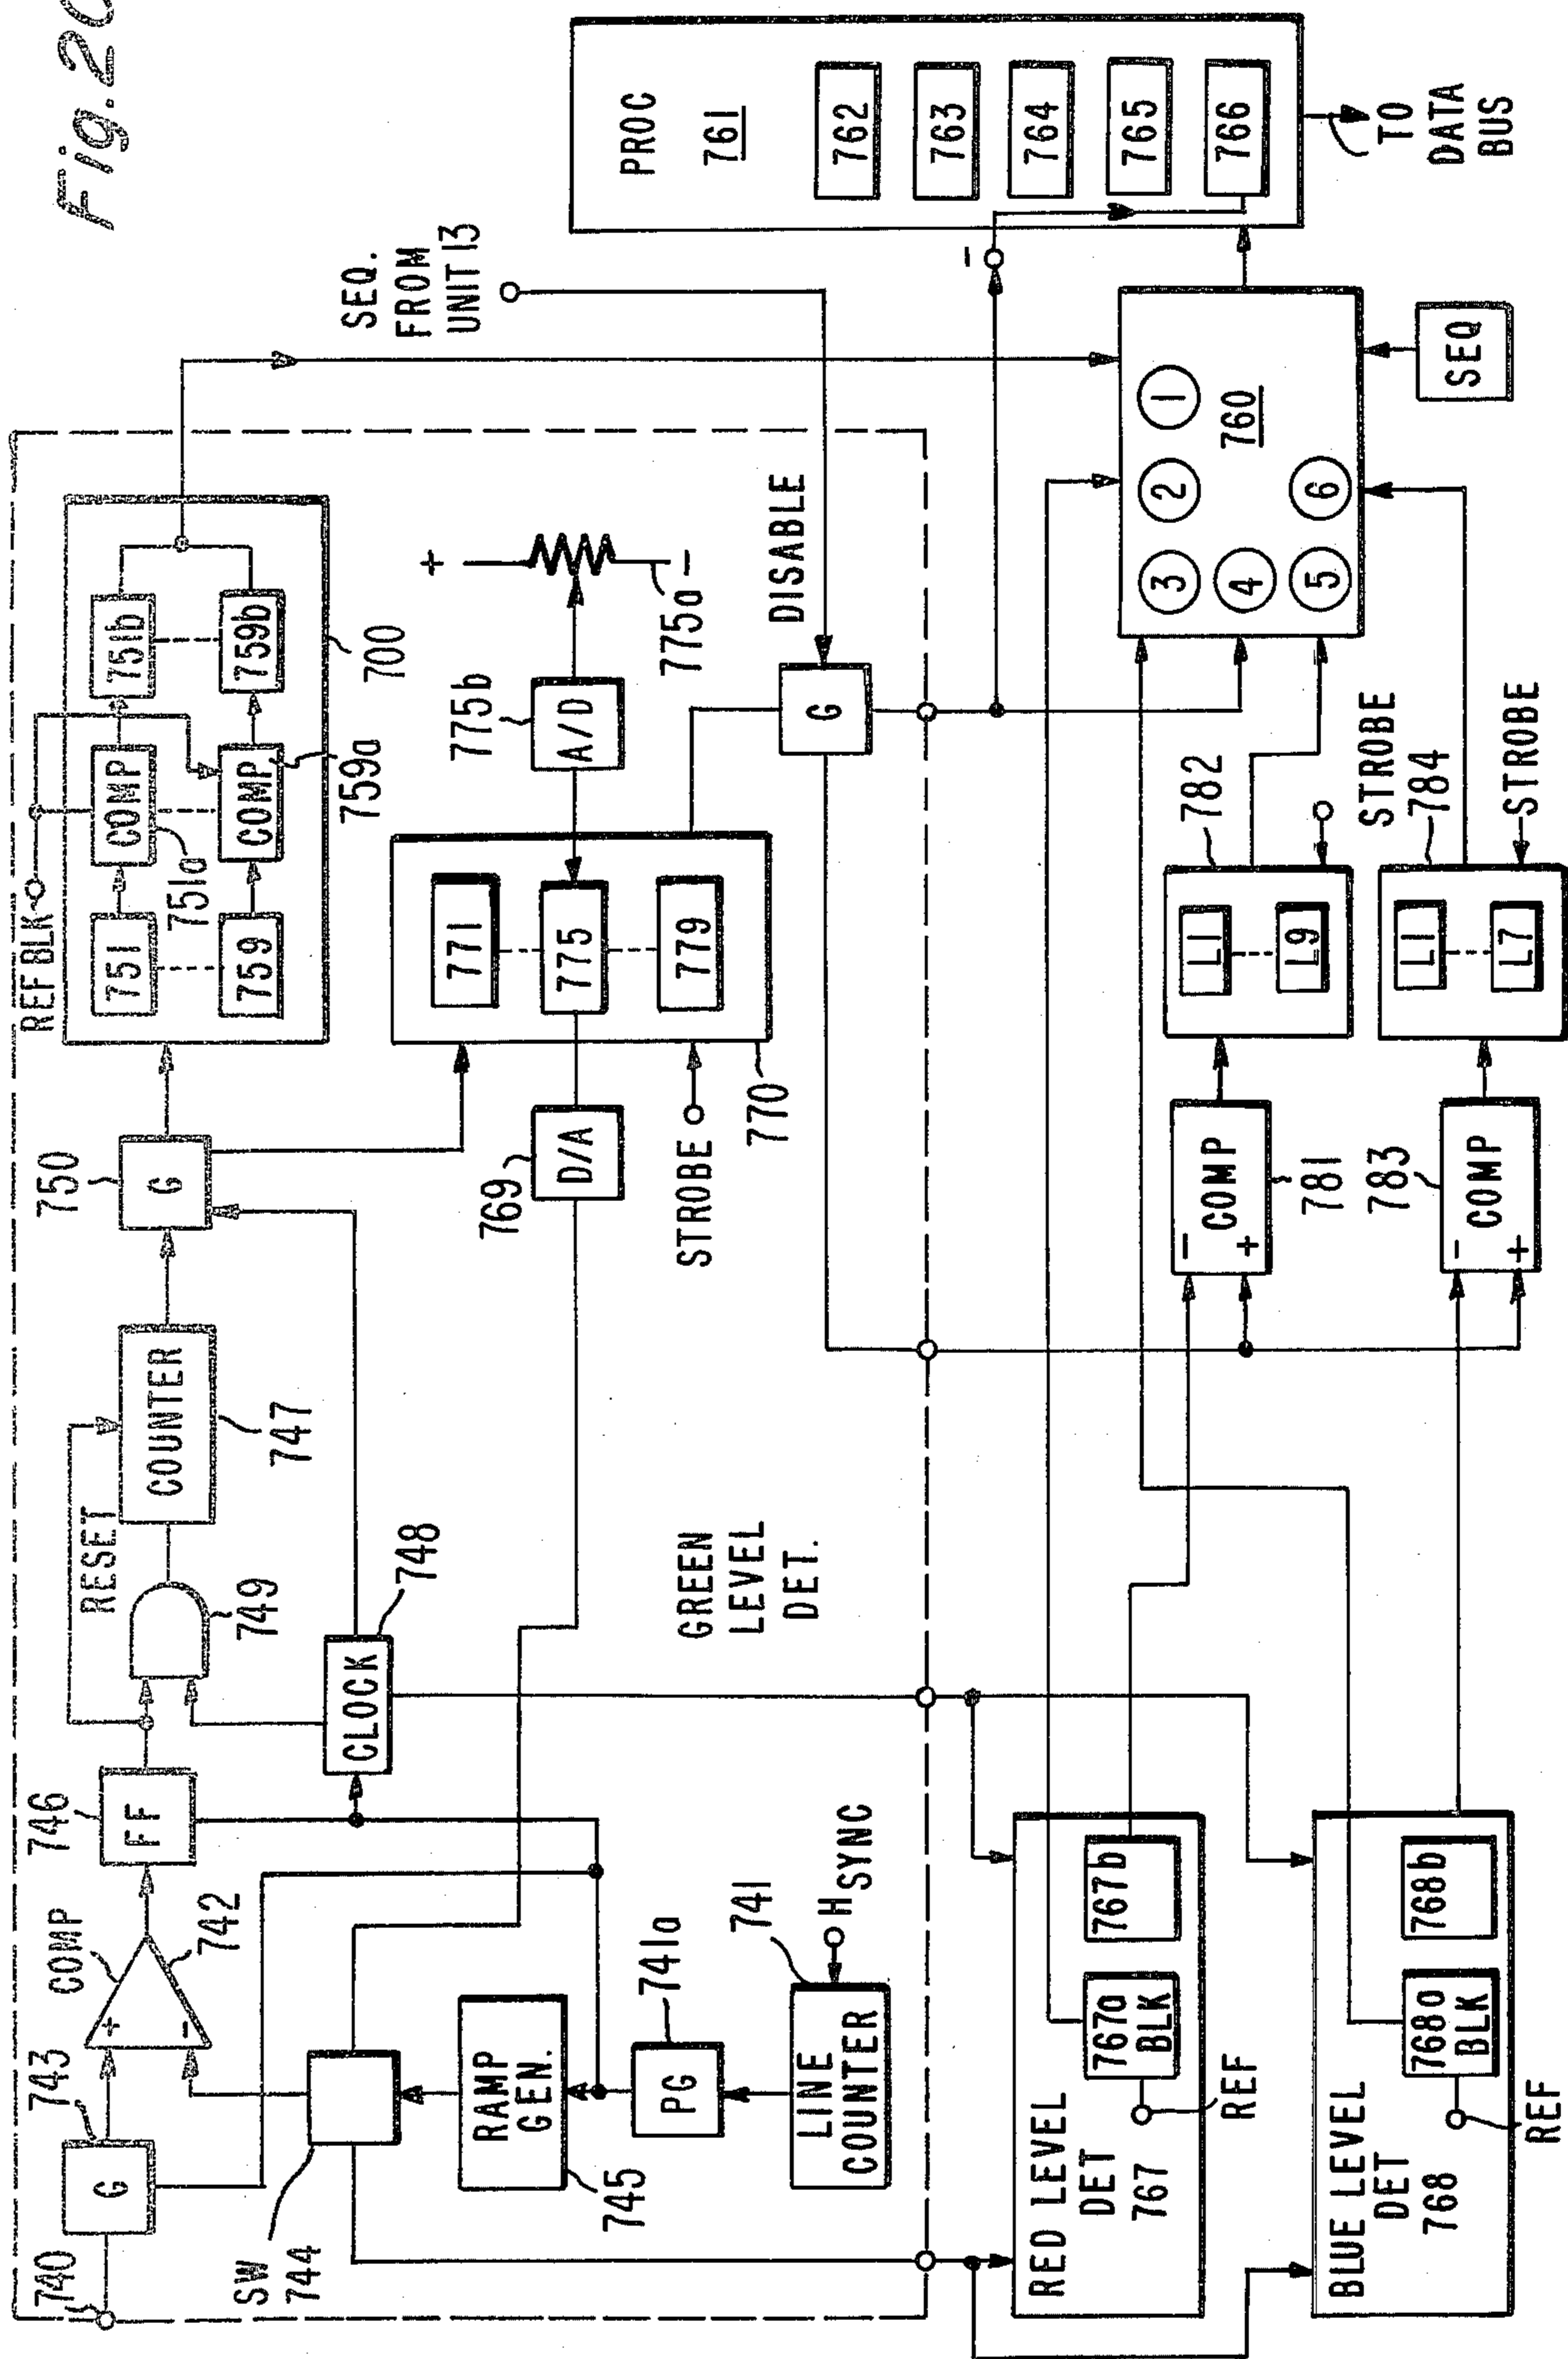 Fig. 20
740
743
G
COMP
742
+
-
746
FF
RESET
749
COUNTER
747
750
G
REF BLK
751
COMP
751b
751a
759
COMP
759b
759a
700
SW
744
RAMP
GEN.
745
PG
741a
LINE
COUNTER
741
H SYNC
CLOCK
748
GREEN
LEVEL
DET.
769
D/A
STROBE
770
771
775
779
775b
A/D
+
775a
-
DISABLE
G
SEQ.
FROM
UNIT 13
PROC
761
762
763
764
765
766
-
TO
DATA
BUS
RED LEVEL
DET
767
767a
BLK
767b
REF
BLUE LEVEL
DET
768
768a
BLK
768b
REF
-
COMP
+
781
783
-
COMP
+
782
L1
L9
STROBE
784
L1
L7
STROBE
3
2
1
4
760
5
6
SEQ